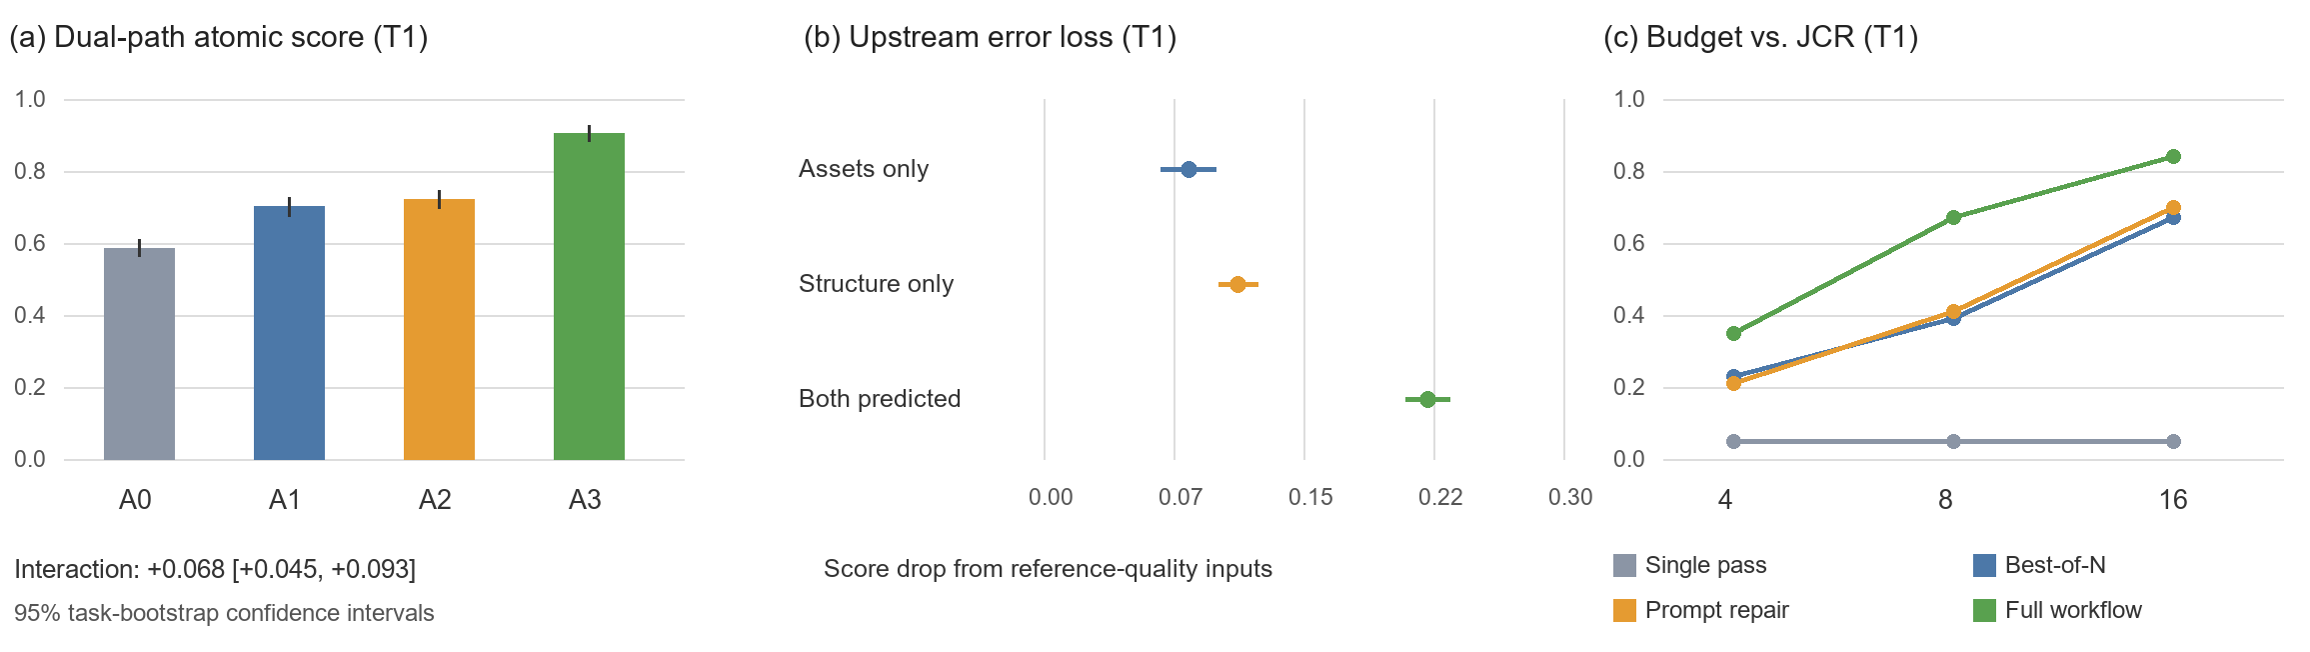 (a) Dual-path atomic score (T1)
1.0
0.8
0.6
0.4
0.2
0.0
A0 A1 A2 A3
Interaction: +0.068 [+0.045, +0.093]
95% task-bootstrap confidence intervals
(b) Upstream error loss (T1)
Assets only
Structure only
Both predicted
0.00 0.07 0.15 0.22 0.30
Score drop from reference-quality inputs
(c) Budget vs. JCR (T1)
1.0
0.8
0.6
0.4
0.2
0.0
4 8 16
Single pass
Best-of-N
Prompt repair
Full workflow